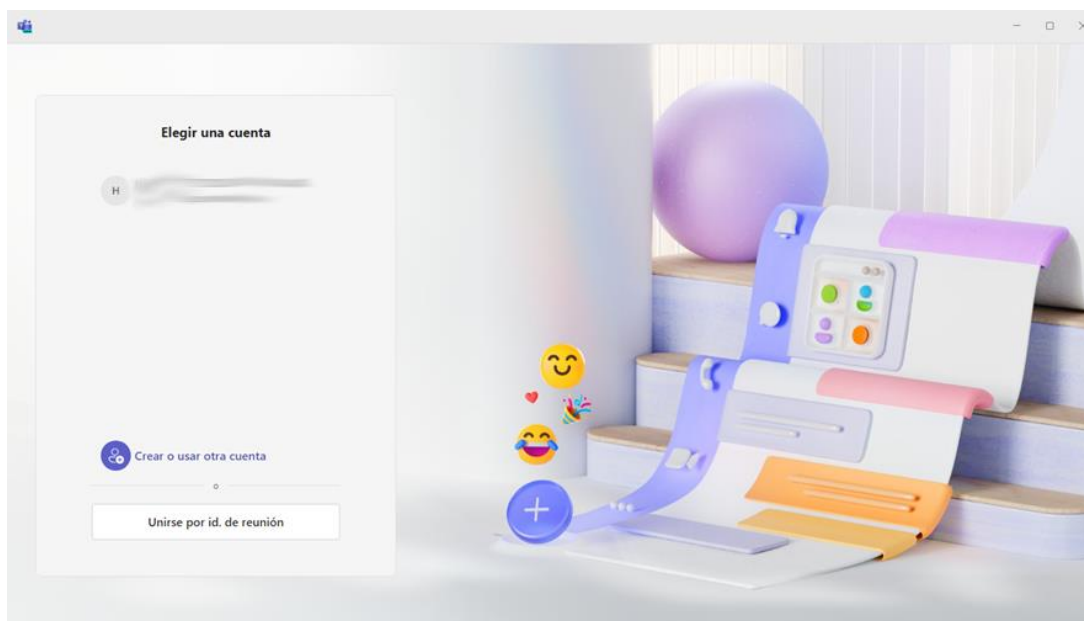 Elegir una cuenta
H
Crear o usar otra cuenta
o
Unirse por id. de reunión